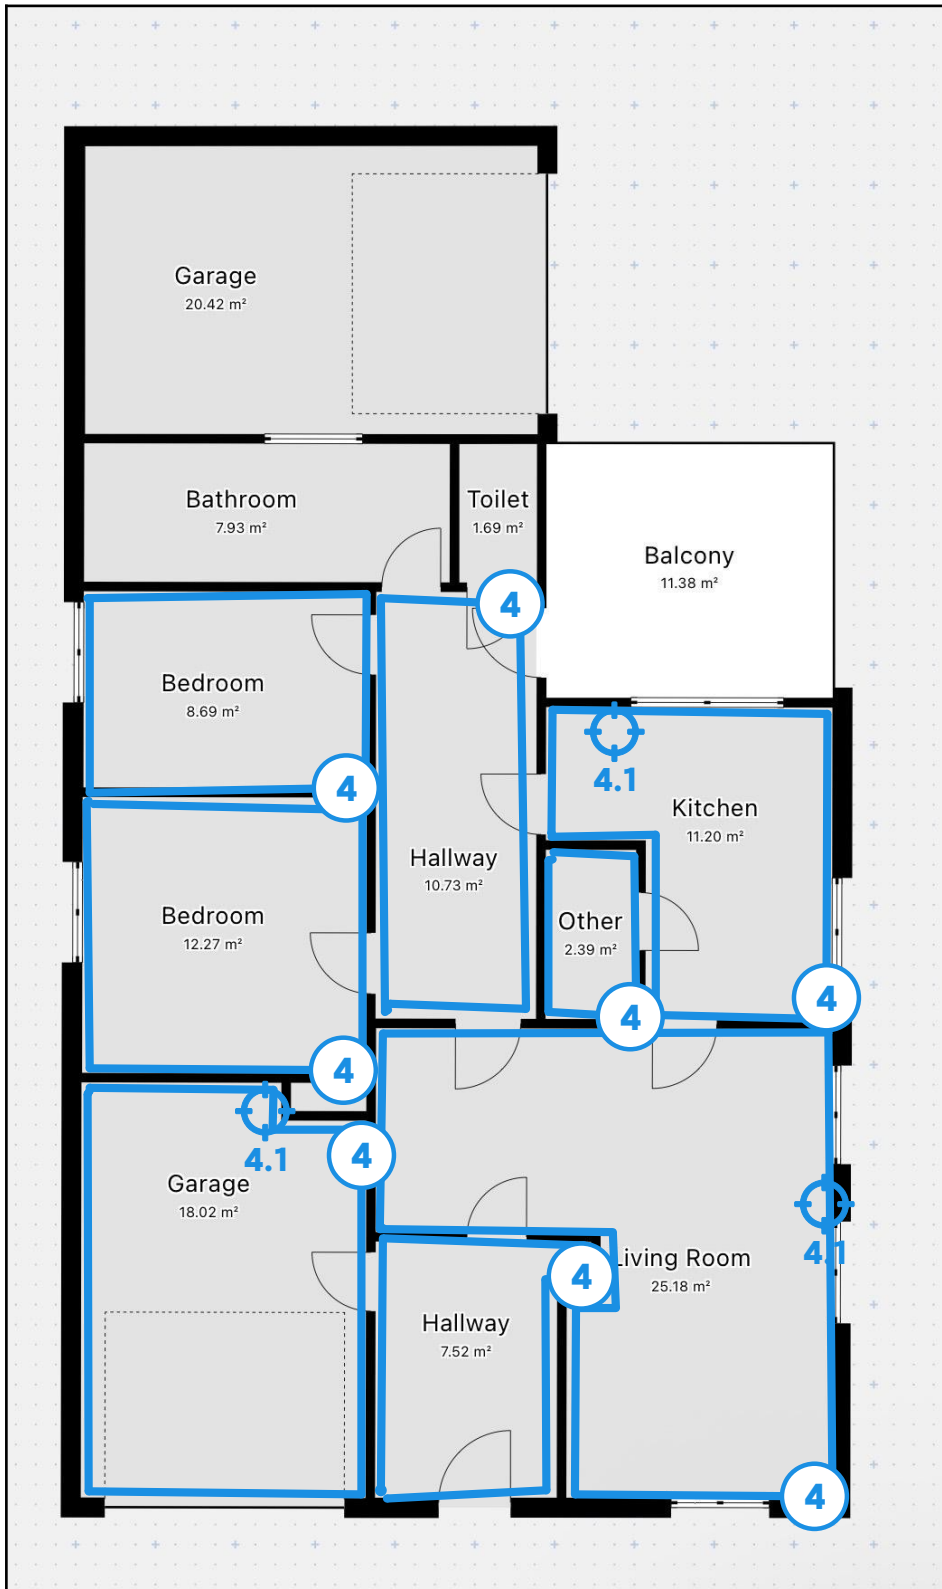 Garage
20.42 m²
Bathroom
7.93 m²
Toilet
1.69 m²
Balcony
11.38 m²
4
Bedroom
8.69 m²
4.1
4
Kitchen
11.20 m²
Hallway
10.73 m²
Bedroom
12.27 m²
Other
2.39 m²
4
4
4
4.1
4
Garage
18.02 m²
4.1
Living Room
25.18 m²
4
Hallway
7.52 m²
4